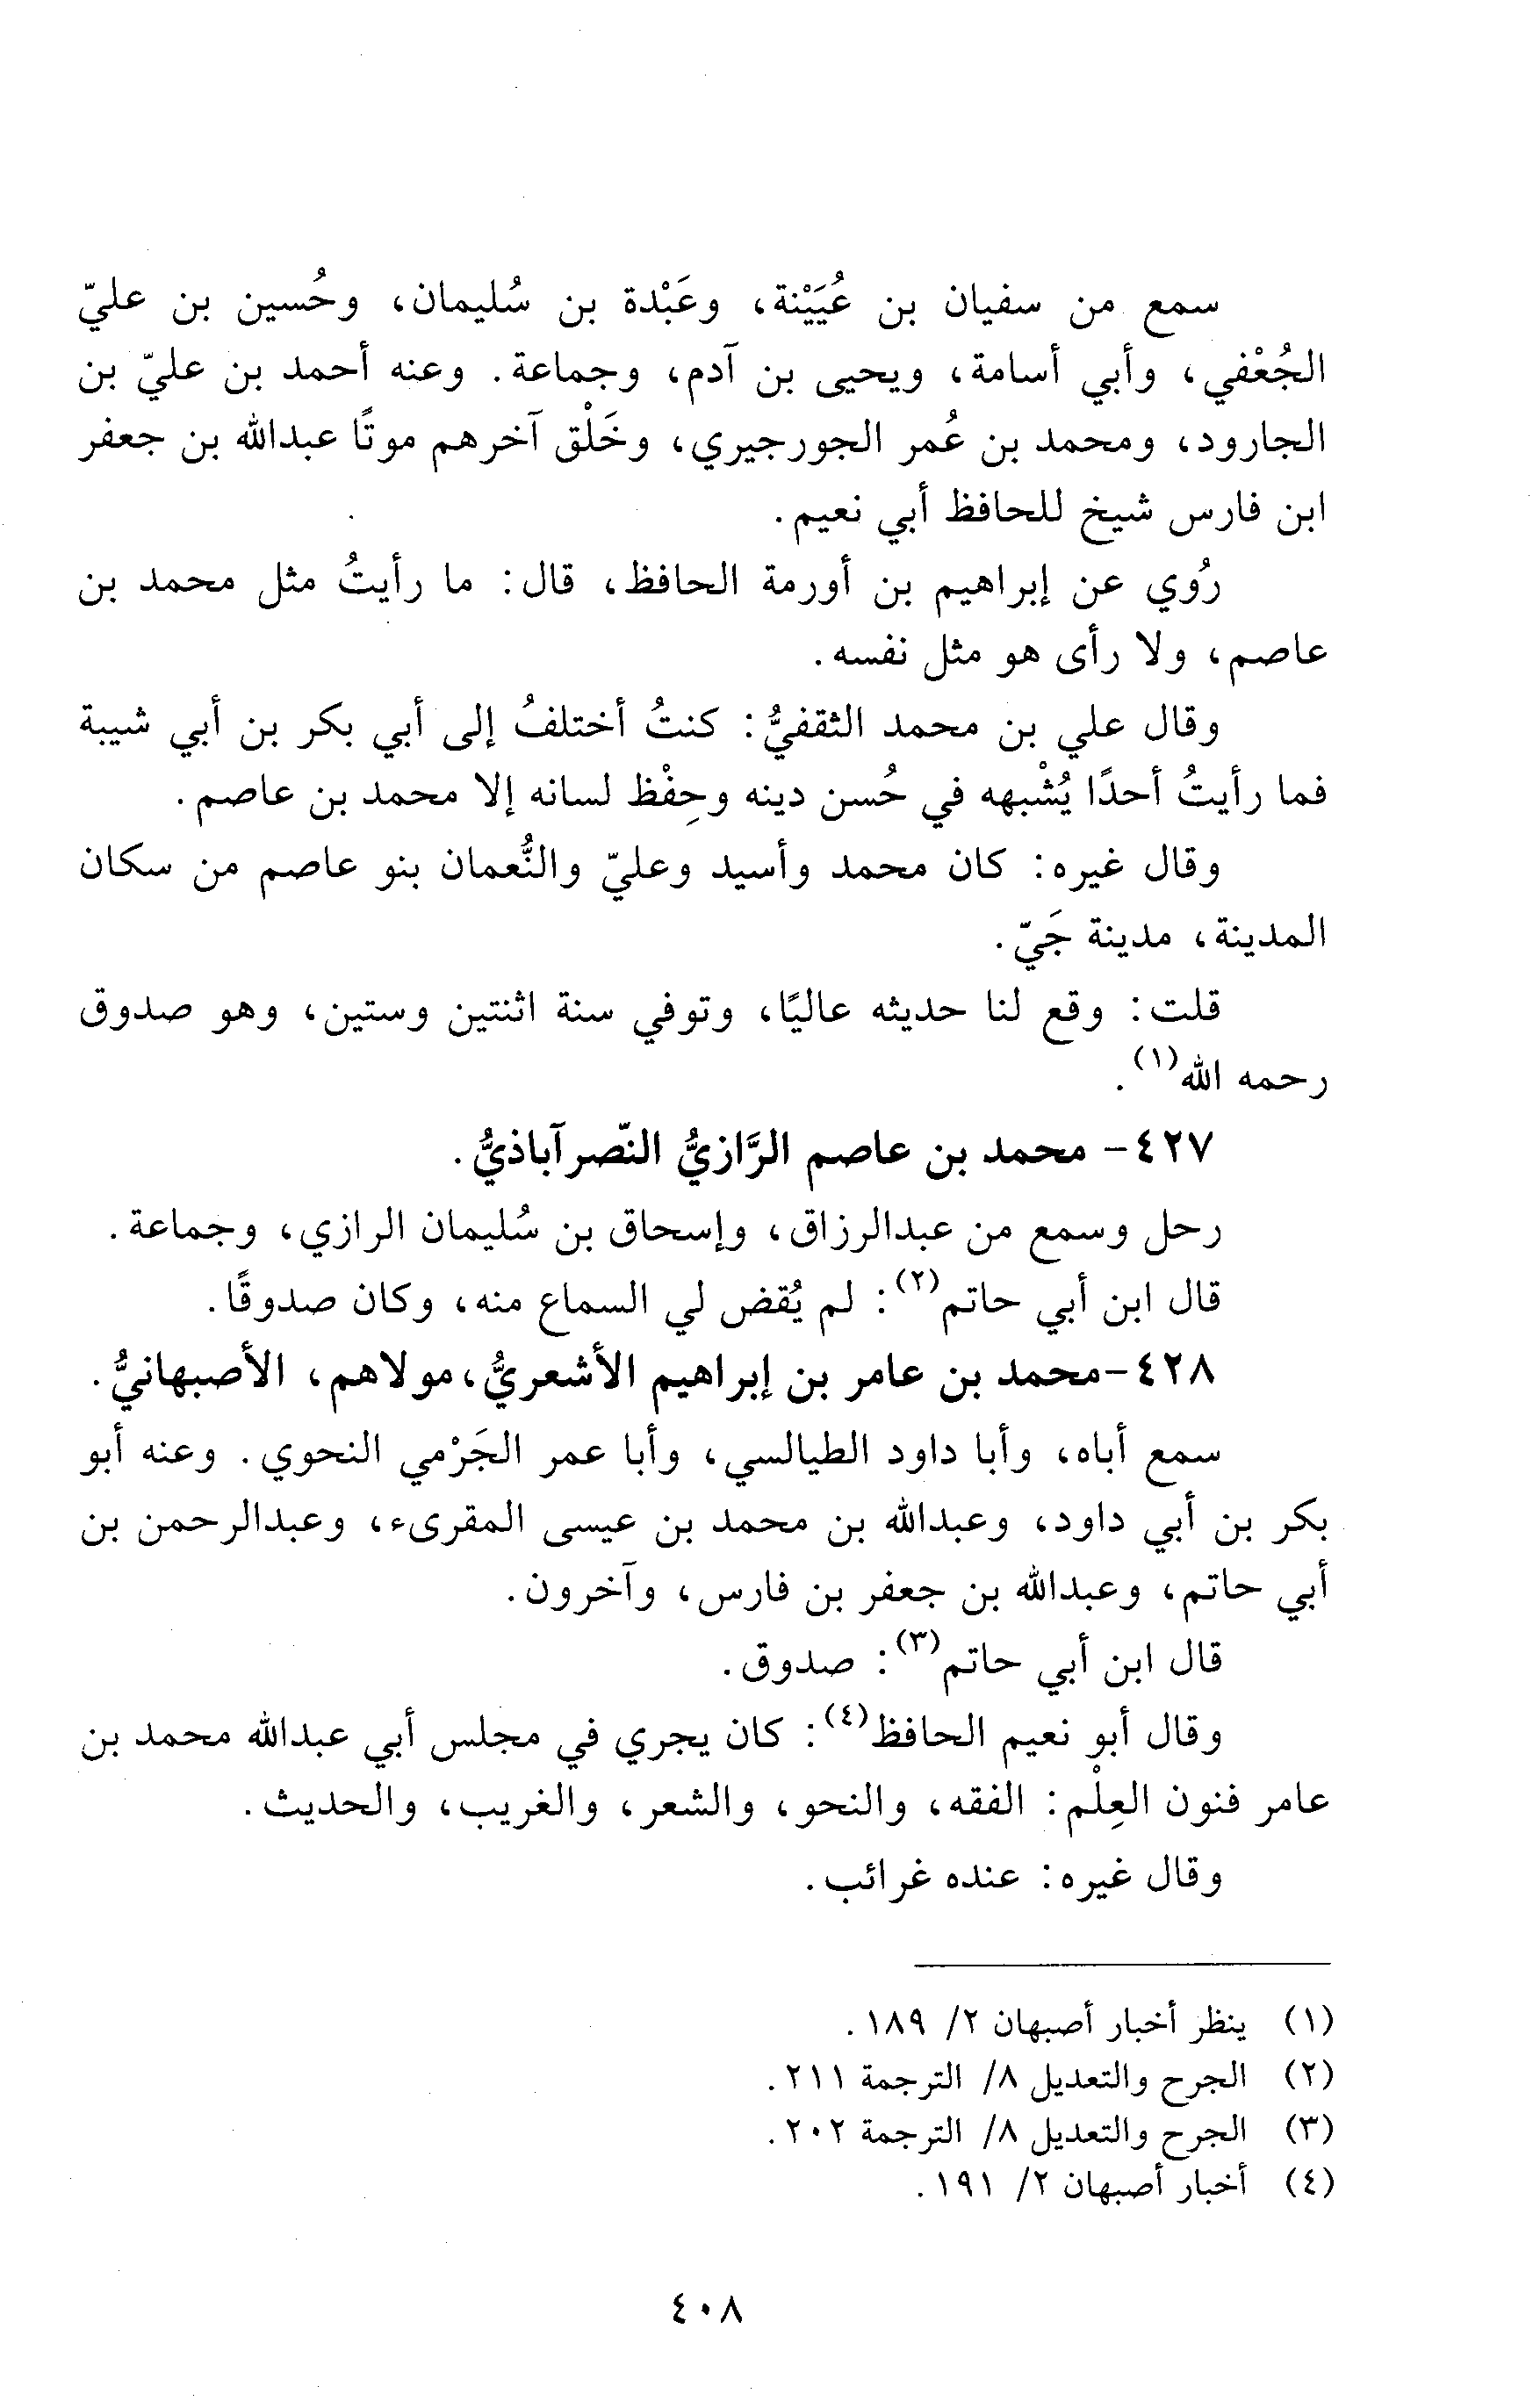 سمع من سفيان بن عُيَيْنة، وعَبْدة بن سُليمان، وحُسين بن عليّ
الجُعْفي، وأبي أسامة، ويحيى بن آدم، وجماعة. وعنه أحمد بن عليّ بن
الجارود، ومحمد بن عُمر الجورجيري، وخَلْق آخرهم موتًا عبدالله بن جعفر
ابن فارس شيخ للحافظ أبي نعيم.
رُوي عن إبراهيم بن أورمة الحافظ، قال: ما رأيتُ مثل محمد بن
عاصم، ولا رأى هو مثل نفسه.
وقال علي بن محمد الثقفيُّ: كنتُ أختلفُ إلى أبي بكر بن أبي شيبة
فما رأيتُ أحدًا يُشْبهه في حُسن دينه وحِفْظ لسانه إلا محمد بن عاصم.
وقال غيره: كان محمد وأسيد وعليّ والنُّعمان بنو عاصم من سكان
المدينة، مدينة جَيّ.
قلت: وقع لنا حديثه عاليًا، وتوفي سنة اثنتين وستين، وهو صدوق
رحمه الله(١).
٤٢٧- محمد بن عاصم الرَّازيُّ النّصرآباذيُّ.
رحل وسمع من عبدالرزاق، وإسحاق بن سُليمان الرازي، وجماعة.
قال ابن أبي حاتم(٢): لم يُقض لي السماع منه، وكان صدوقًا.
٤٢٨-محمد بن عامر بن إبراهيم الأشعريُّ،مولاهم، الأصبهانيُّ.
سمع أباه، وأبا داود الطيالسي، وأبا عمر الجَرْمي النحوي. وعنه أبو
بكر بن أبي داود، وعبدالله بن محمد بن عيسى المقرىء، وعبدالرحمن بن
أبي حاتم، وعبدالله بن جعفر بن فارس، وآخرون.
قال ابن أبي حاتم(٣): صدوق.
وقال أبو نعيم الحافظ(٤): كان يجري في مجلس أبي عبدالله محمد بن
عامر فنون العِلْم: الفقه، والنحو، والشعر، والغريب، والحديث.
وقال غيره: عنده غرائب.
(١) ينظر أخبار أصبهان ٢/ ١٨٩.
(٢) الجرح والتعديل ٨/ الترجمة ٢١١.
(٣) الجرح والتعديل ٨/ الترجمة ٢٠٢.
(٤) أخبار أصبهان ٢/ ١٩١.
٤٠٨